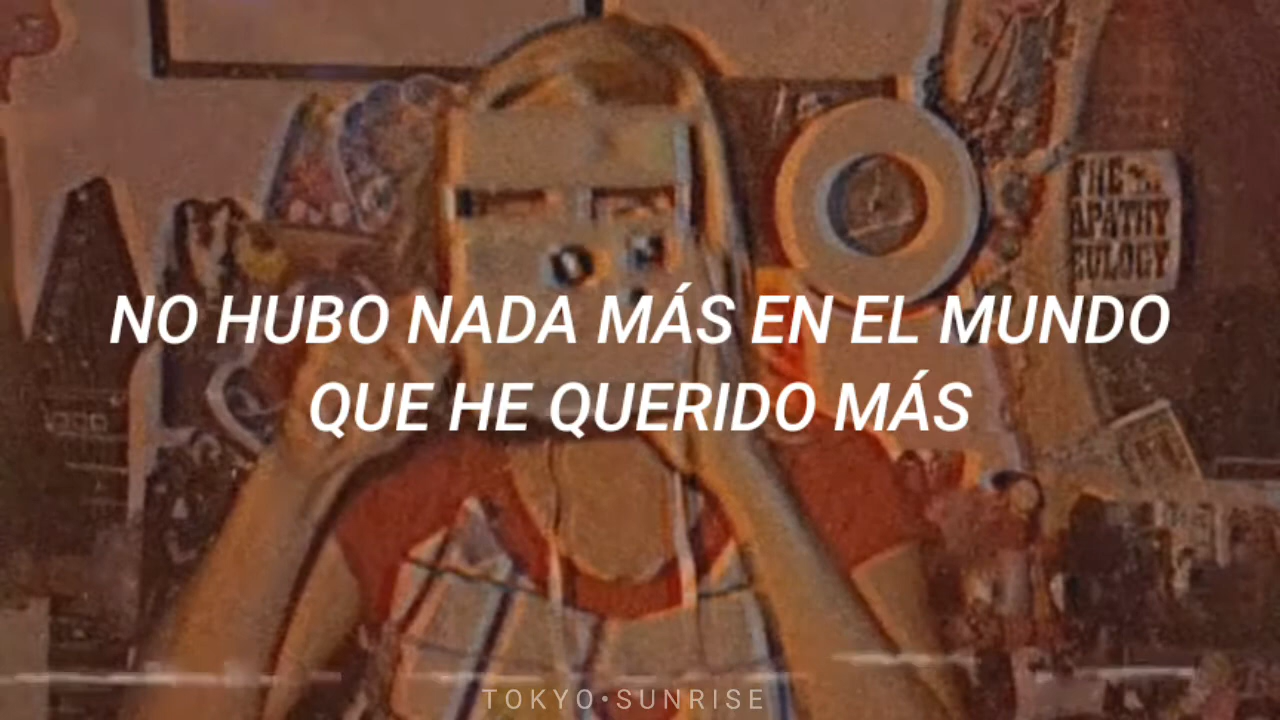 THE
APATHY
EULOGY
NO HUBO NADA MÁS EN EL MUNDO
QUE HE QUERIDO MÁS
TOKYO•SUNRISE